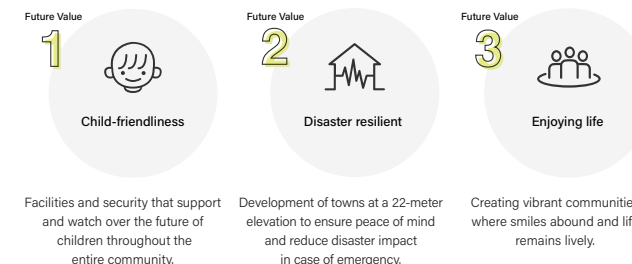 Future Value
1
Child-friendliness
Facilities and security that support
and watch over the future of
children throughout the
entire community.
Future Value
2
Disaster resilient
Development of towns at a 22-meter
elevation to ensure peace of mind
and reduce disaster impact
in case of emergency.
Future Value
3
Enjoying life
Creating vibrant communitie
where smiles abound and lif
remains lively.